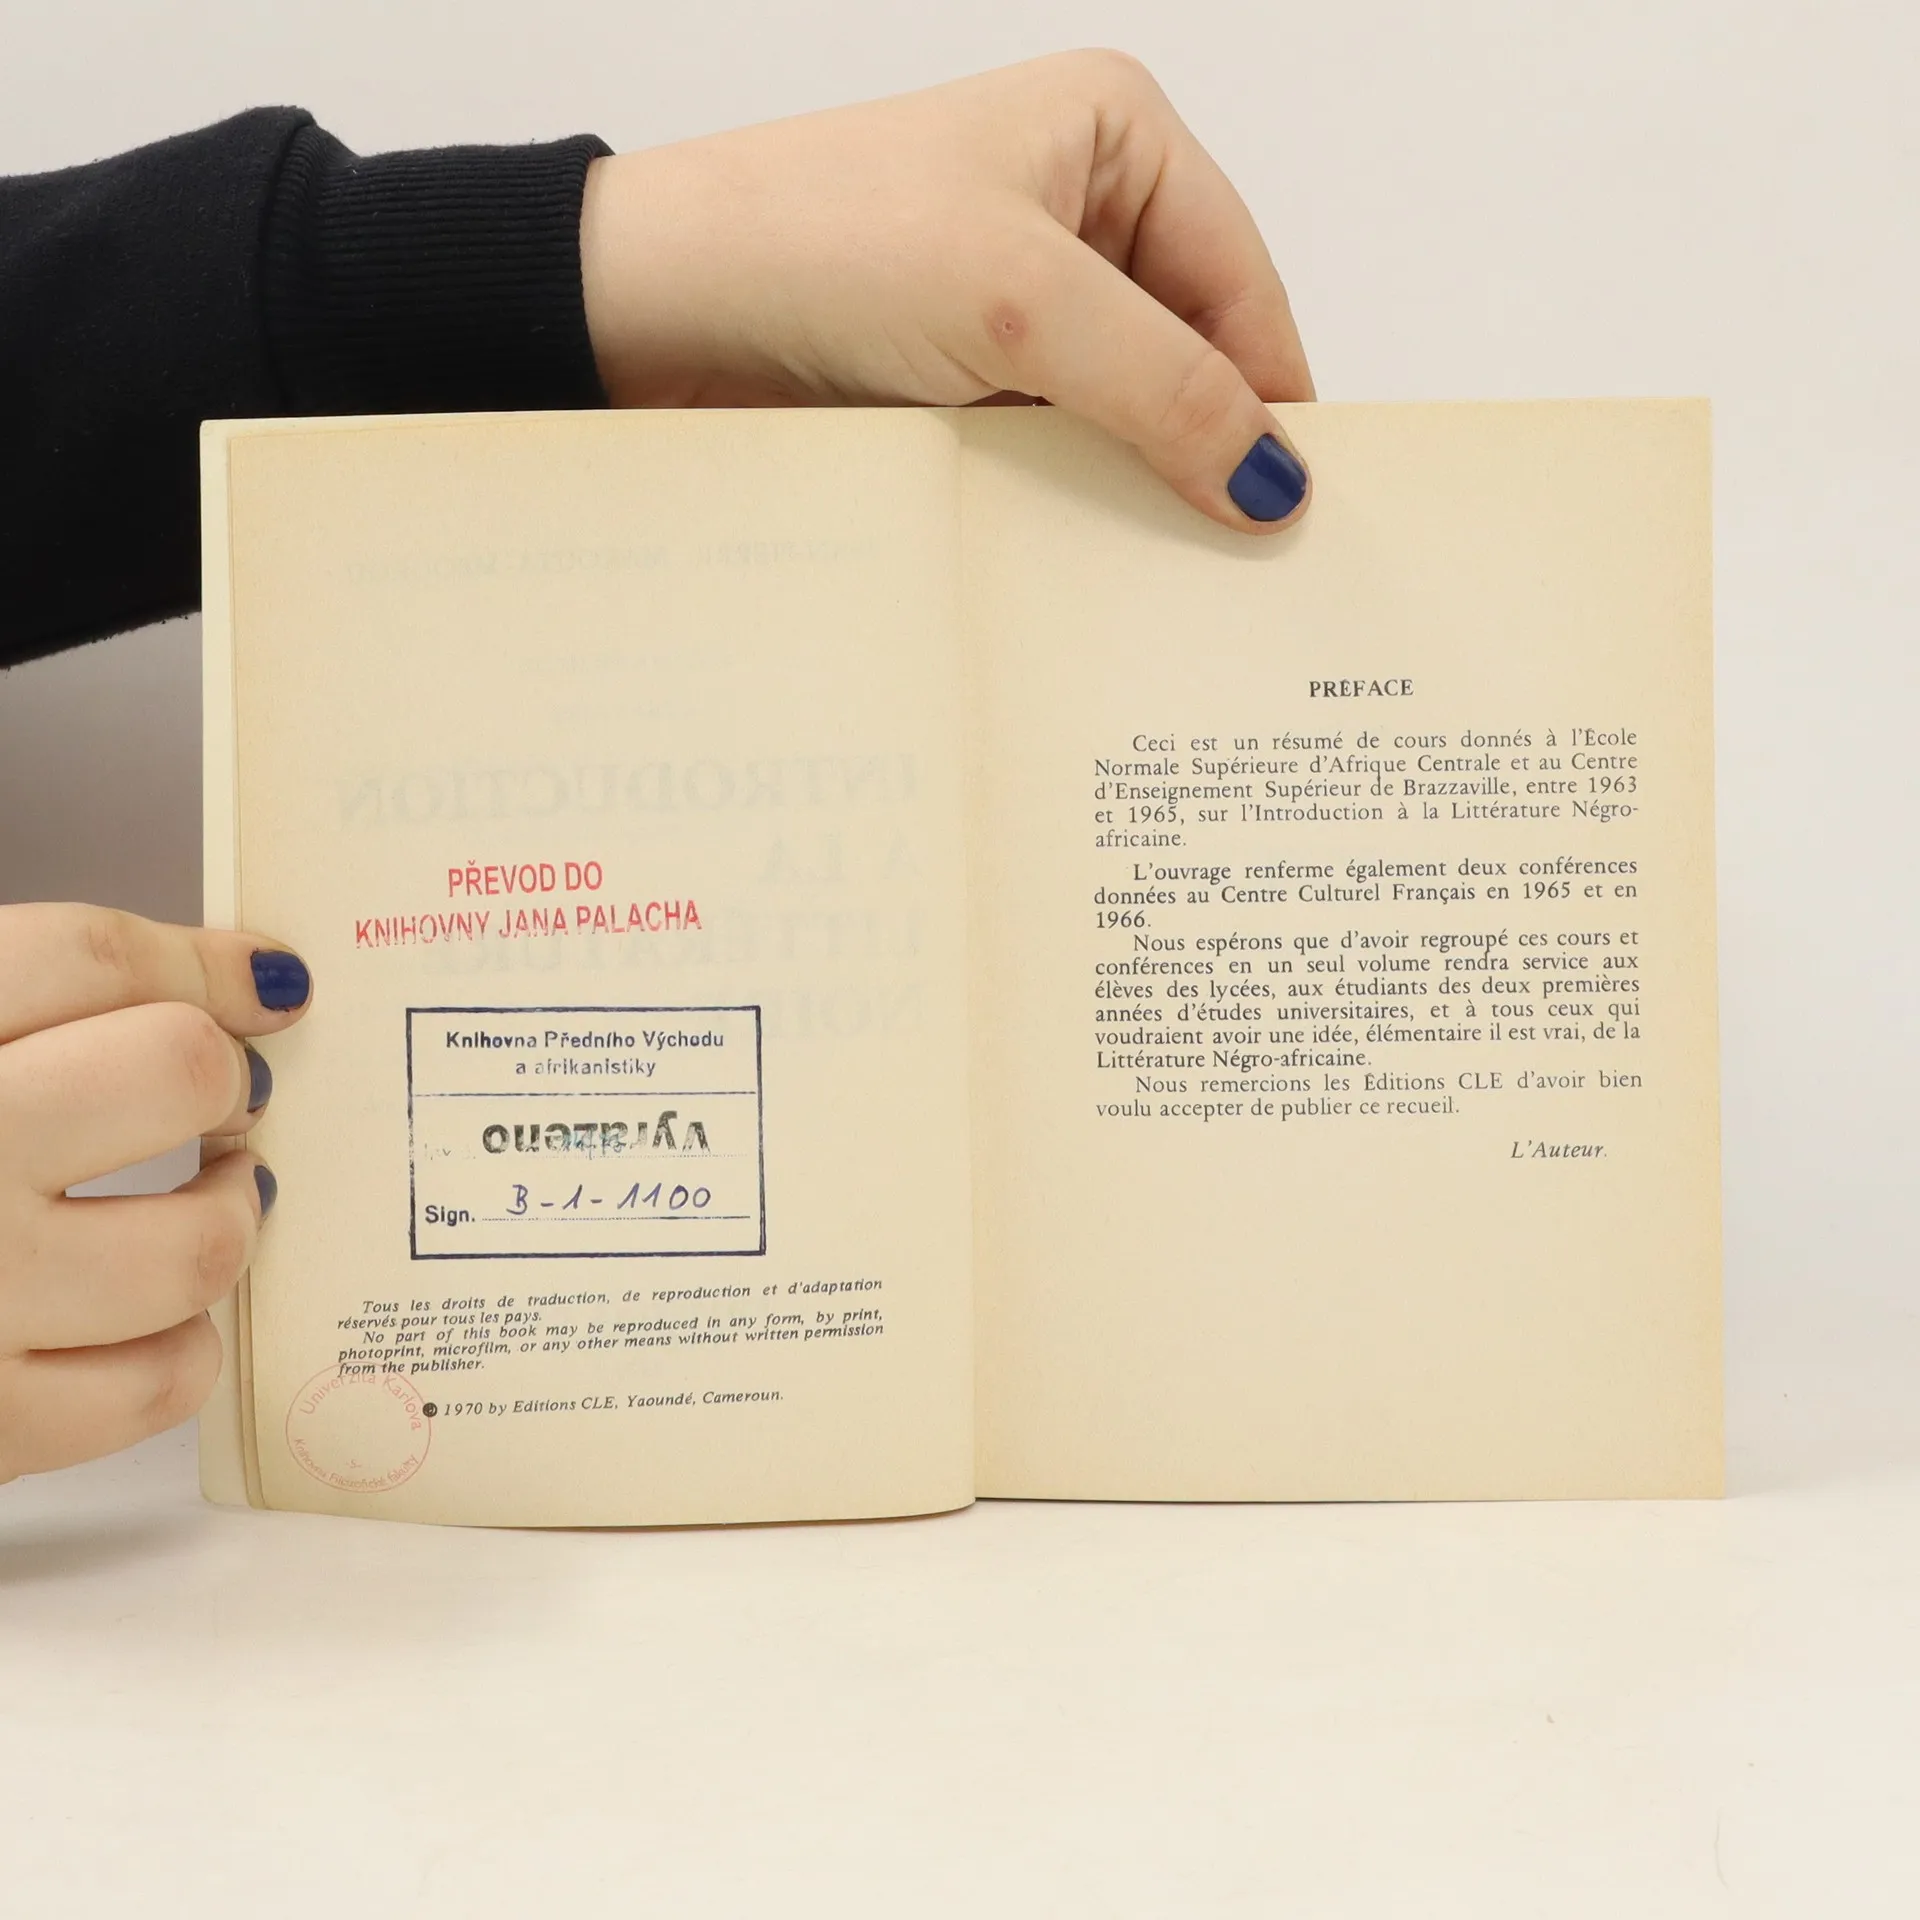 PŘEVOD DO
KNIHOVNY JANA PALACHA
Knihovna Předního Východu
a afrikanistiky
vyřazeno
Sign. B-1-1100
Tous les droits de traduction, de reproduction et d'adaptation
réservés pour tous les pays.
No part of this book may be reproduced in any form, by print,
photoprint, microfilm, or any other means without written permission
from the publisher.
© 1970 by Editions CLE, Yaoundé, Cameroun.
Univerzita Karlova
Knihovna Filozofické fakulty
PRÉFACE
Ceci est un résumé de cours donnés à l'École
Normale Supérieure d'Afrique Centrale et au Centre
d'Enseignement Supérieur de Brazzaville, entre 1963
et 1965, sur l'Introduction à la Littérature Négro-
africaine.
L'ouvrage renferme également deux conférences
données au Centre Culturel Français en 1965 et en
1966.
Nous espérons que d'avoir regroupé ces cours et
conférences en un seul volume rendra service aux
élèves des lycées, aux étudiants des deux premières
années d'études universitaires, et à tous ceux qui
voudraient avoir une idée, élémentaire il est vrai, de la
Littérature Négro-africaine.
Nous remercions les Éditions CLE d'avoir bien
voulu accepter de publier ce recueil.
L'Auteur.